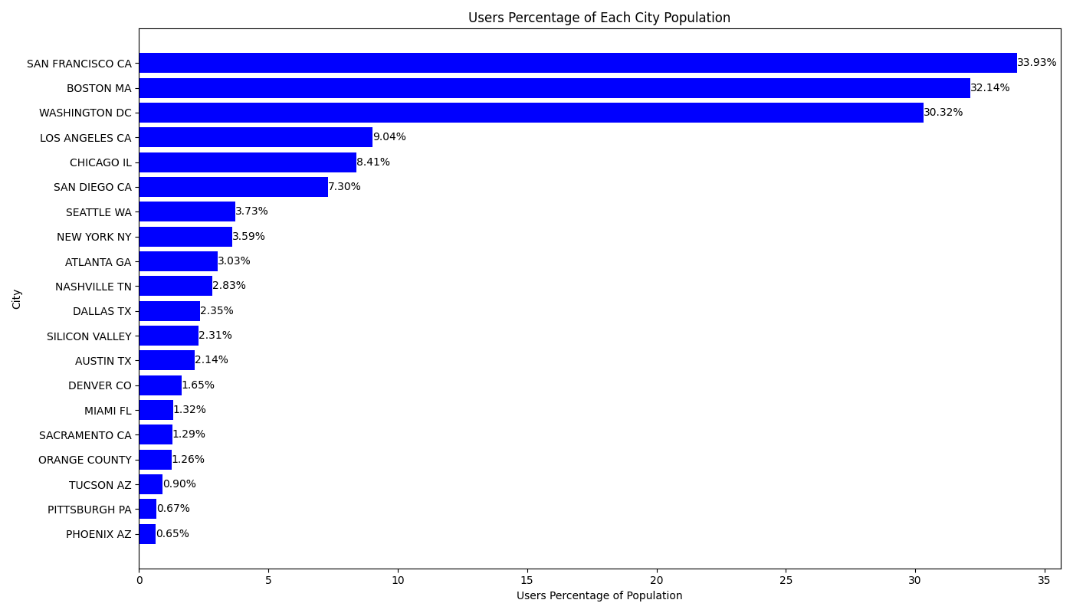 Users Percentage of Each City Population
SAN FRANCISCO CA 33.93%
BOSTON MA 32.14%
WASHINGTON DC 30.32%
LOS ANGELES CA 9.04%
CHICAGO IL 8.41%
SAN DIEGO CA 7.30%
SEATTLE WA 3.73%
NEW YORK NY 3.59%
ATLANTA GA 3.03%
NASHVILLE TN 2.83%
DALLAS TX 2.35%
SILICON VALLEY 2.31%
AUSTIN TX 2.14%
DENVER CO 1.65%
MIAMI FL 1.32%
SACRAMENTO CA 1.29%
ORANGE COUNTY 1.26%
TUCSON AZ 0.90%
PITTSBURGH PA 0.67%
PHOENIX AZ 0.65%
City
0 5 10 15 20 25 30 35
Users Percentage of Population